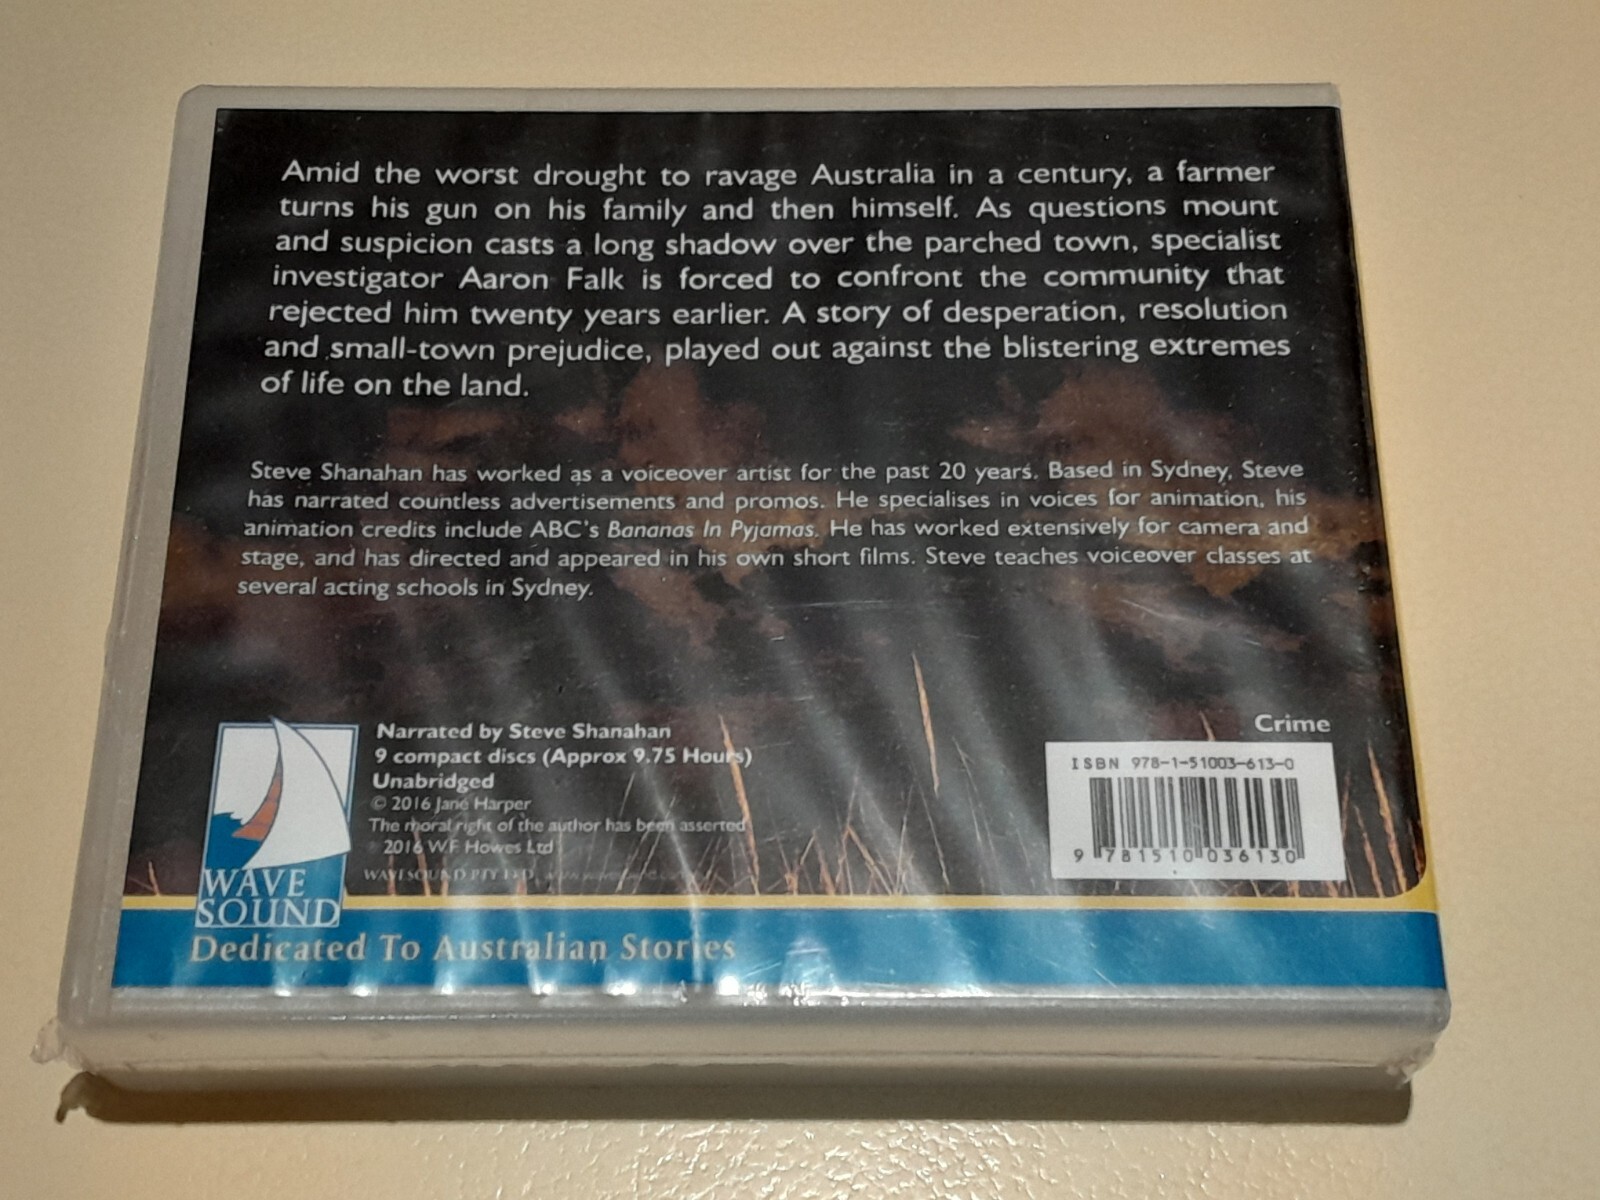 Amid the worst drought to ravage Australia in a century, a farmer
turns his gun on his family and then himself. As questions mount
and suspicion casts a long shadow over the parched town, specialist
investigator Aaron Falk is forced to confront the community that
rejected him twenty years earlier. A story of desperation, resolution
and small-town prejudice, played out against the blistering extremes
of life on the land.
Steve Shanahan has worked as a voiceover artist for the past 20 years. Based in Sydney, Steve
has narrated countless advertisements and promos. He specialises in voices for animation, his
animation credits include ABC's Bananas In Pyjamas. He has worked extensively for camera and
stage, and has directed and appeared in his own short films. Steve teaches voiceover classes at
several acting schools in Sydney.
Narrated by Steve Shanahan
9 compact discs (Approx 9.75 Hours)
Unabridged
© 2016 Jane Harper
The moral right of the author has been asserted
2016 W.F. Howes Ltd
WAVESOUND PTY LTD
Crime
ISBN 978-1-51003-613-0
9 781510 036130
WAVE
SOUND
Dedicated To Australian Stories